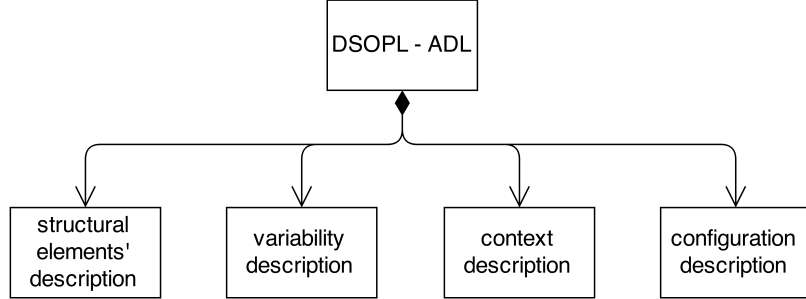 DSOPL - ADL
structural
elements'
description
variability
description
context
description
configuration
description